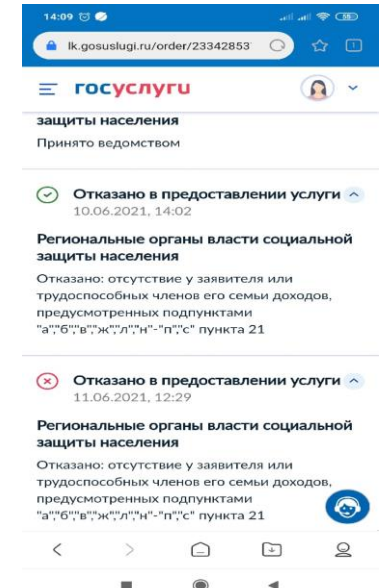 14:09
55
lk.gosuslugi.ru/order/23342853
1
госуслуги
защиты населения
Принято ведомством
Отказано в предоставлении услуги
10.06.2021, 14:02
Региональные органы власти социальной
защиты населения
Отказано: отсутствие у заявителя или
трудоспособных членов его семьи доходов,
предусмотренных подпунктами
"а","б","в","ж","л","н"-"п","с" пункта 21
Отказано в предоставлении услуги
11.06.2021, 12:29
Региональные органы власти социальной
защиты населения
Отказано: отсутствие у заявителя или
трудоспособных членов его семьи доходов,
предусмотренных подпунктами
"а","б","в","ж","л","н"-"п","с" пункта 21